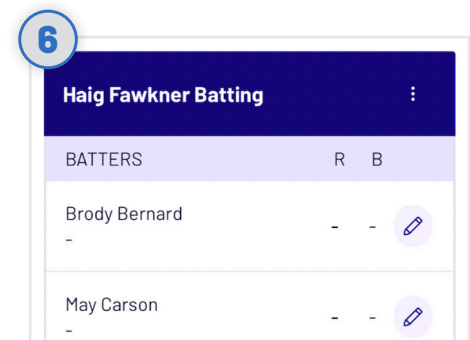 6
Haig Fawkner Batting
BATTERS R B
Brody Bernard
- - -
May Carson
- - -